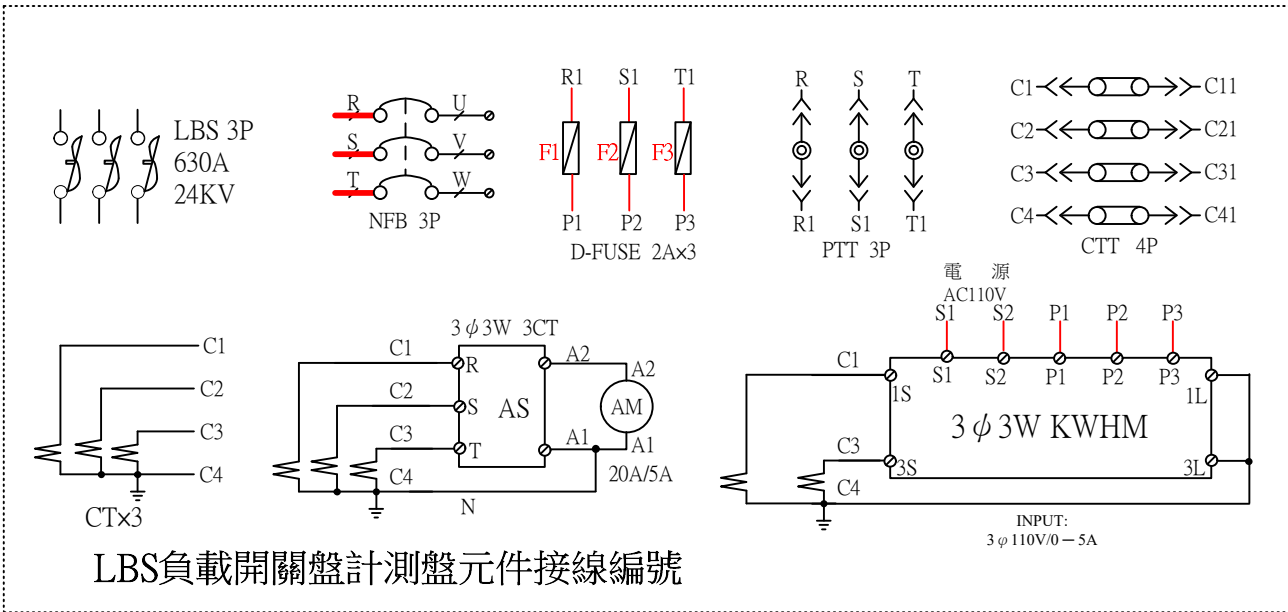 LBS 3P
630A
24KV
R U
S V
T W
NFB 3P
R1 S1 T1
F1 F2 F3
P1 P2 P3
D-FUSE 2A×3
R S T
R1 S1 T1
PTT 3P
C1 C11
C2 C21
C3 C31
C4 C41
CTT 4P
C1
C2
C3
C4
CT×3
3φ3W 3CT
C1 R A2 A2
C2 S AS AM
C3 T A1 A1
C4 20A/5A
N
電 源
AC110V
S1 S2 P1 P2 P3
C1 S1 S2 P1 P2 P3
1S 1L
3φ3W KWHM
C3 3S 3L
C4
INPUT:
3φ110V/0－5A
LBS負載開關盤計測盤元件接線編號